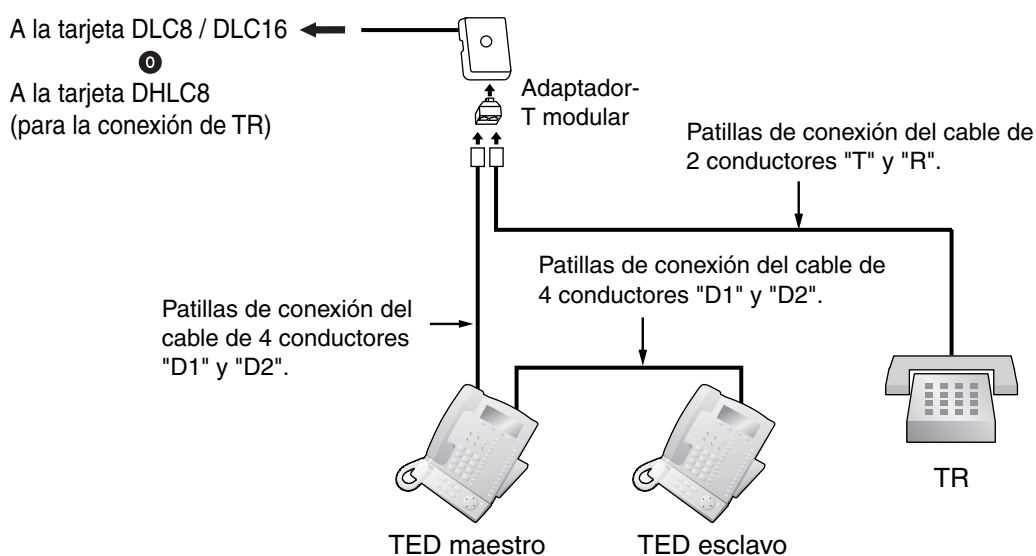 A la tarjeta DLC8 / DLC16
O
A la tarjeta DHLC8
(para la conexión de TR)
Adaptador-
T modular
Patillas de conexión del cable de
2 conductores "T" y "R".
Patillas de conexión del cable de
4 conductores "D1" y "D2".
Patillas de conexión del
cable de 4 conductores
"D1" y "D2".
TR
TED maestro
TED esclavo